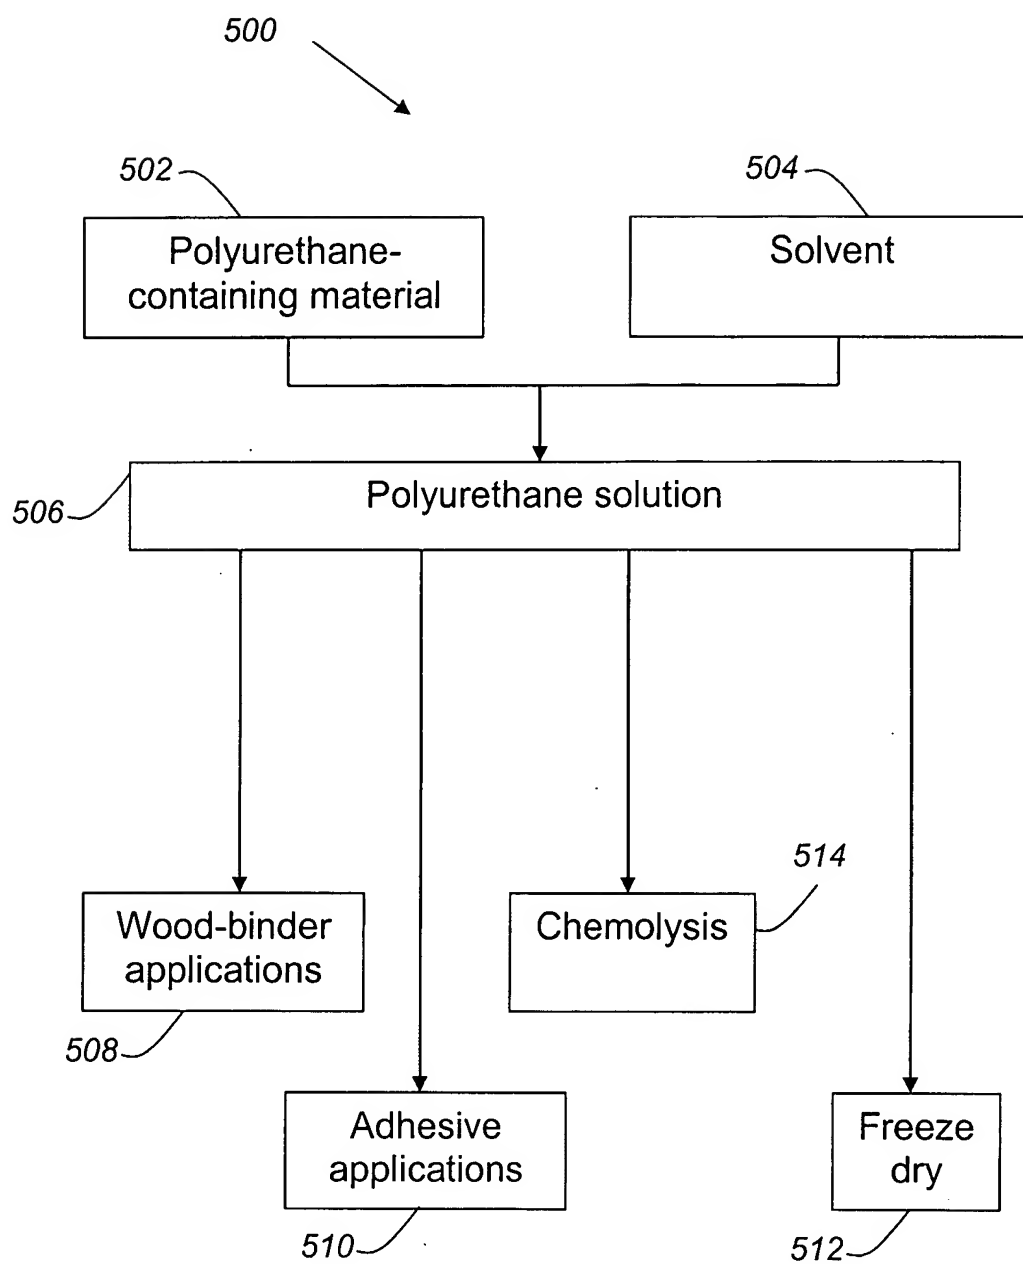 500
502
504
Polyurethane-
containing material
Solvent
506
Polyurethane solution
514
Wood-binder
applications
Chemolysis
508
Adhesive
applications
Freeze
dry
510
512